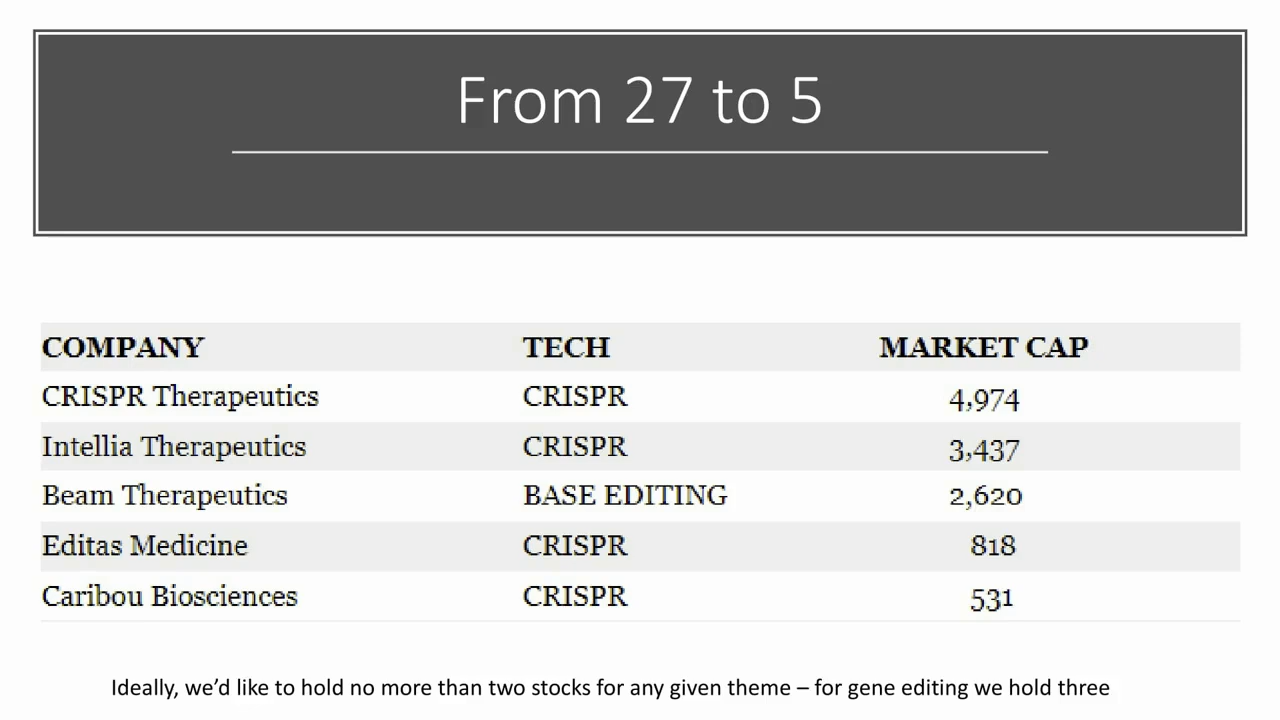 From 27 to 5
COMPANY TECH MARKET CAP
CRISPR Therapeutics CRISPR 4,974
Intellia Therapeutics CRISPR 3,437
Beam Therapeutics BASE EDITING 2,620
Editas Medicine CRISPR 818
Caribou Biosciences CRISPR 531
Ideally, we’d like to hold no more than two stocks for any given theme – for gene editing we hold three